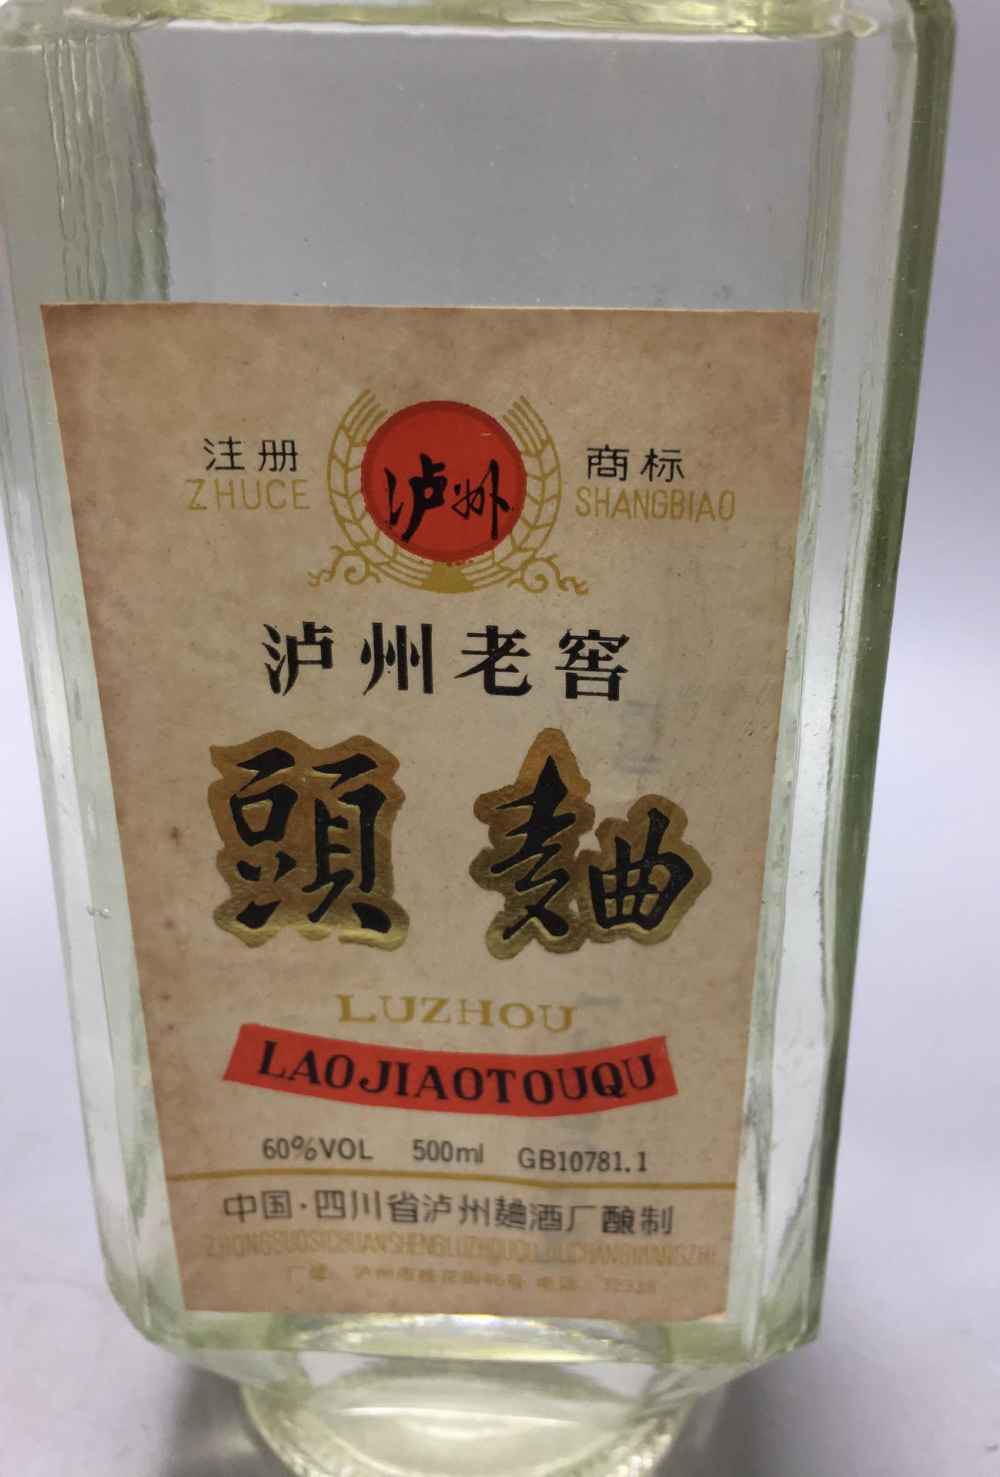 注册 泸州 商标
ZHUCE SHANGBIAO
泸州老窖
頭麯
LUZHOU
LAOJIAOTOUQU
60%VOL 500ml GB10781.1
中国·四川省泸州麯酒厂酿制
ZHONGGUOSICHUANSHENGLUZHOUQUJIUCHANGNIANGZHI